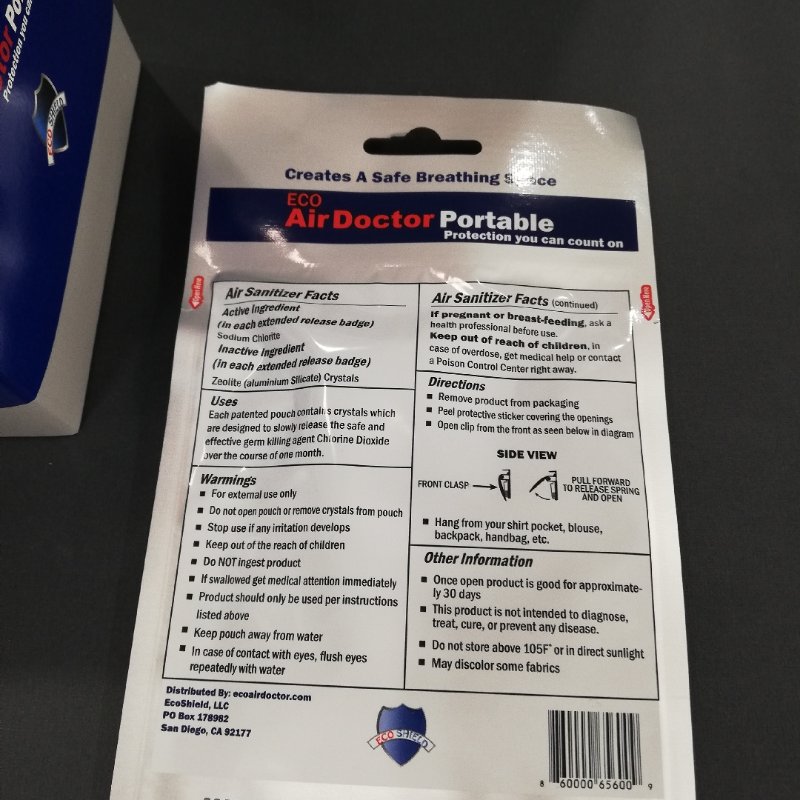 Protection you ca
ECO SHIELD
Creates A Safe Breathing
ECO
Air Doctor Portable
Protection you can count on
Open Here
Open Here
Air Sanitizer Facts
Active Ingredient
(in each extended release badge)
Sodium Chlorite
Inactive Ingredient
(in each extended release badge)
Zeolite (aluminium Silicate) Crystals
Uses
Each patented pouch contains crystals which
are designed to slowly release the safe and
effective germ killing agent Chlorine Dioxide
over the course of one month.
Warmings
■ For external use only
■ Do not open pouch or remove crystals from pouch
■ Stop use if any irritation develops
■ Keep out of the reach of children
■ Do NOT ingest product
■ If swallowed get medical attention immediately
■ Product should only be used per instructions
listed above
■ Keep pouch away from water
■ In case of contact with eyes, flush eyes
repeatedly with water
Air Sanitizer Facts (continued)
If pregnant or breast-feeding, ask a
health professional before use.
Keep out of reach of children, in
case of overdose, get medical help or contact
a Poison Control Center right away.
Directions
■ Remove product from packaging
■ Peel protective sticker covering the openings
■ Open clip from the front as seen below in diagram
SIDE VIEW
FRONT CLASP
PULL FORWARD
TO RELEASE SPRING
AND OPEN
■ Hang from your shirt pocket, blouse,
backpack, handbag, etc.
Other Information
■ Once open product is good for approximate-
ly 30 days
■ This product is not intended to diagnose,
treat, cure, or prevent any disease.
■ Do not store above 105F° or in direct sunlight
■ May discolor some fabrics
Distributed By: ecoairdoctor.com
EcoShield, LLC
PO Box 178982
San Diego, CA 92177
ECO SHIELD
8 60000 65600 9